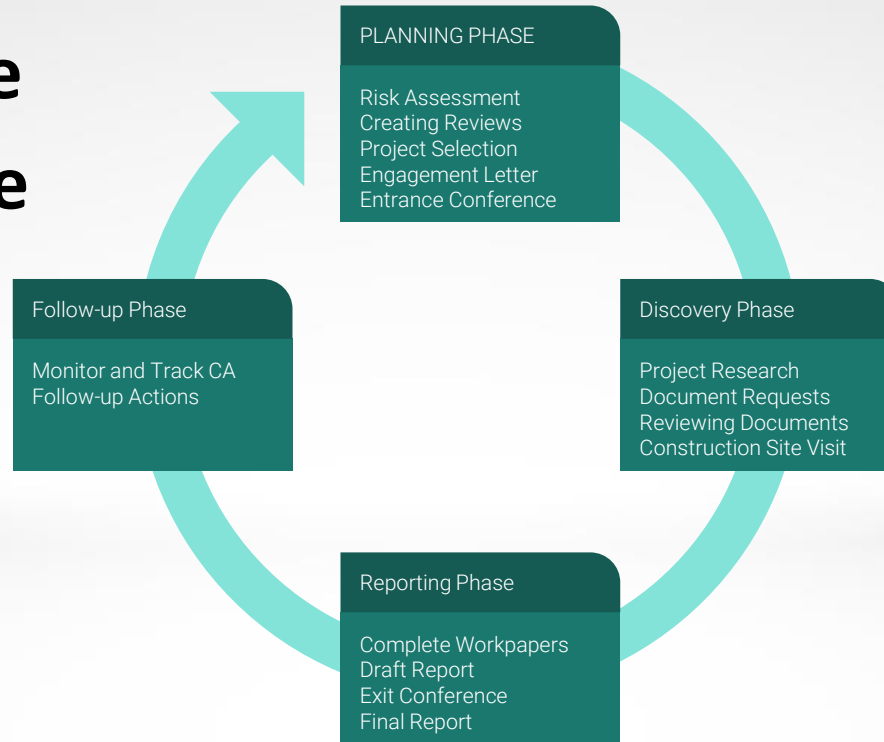 e
e
PLANNING PHASE
Risk Assessment
Creating Reviews
Project Selection
Engagement Letter
Entrance Conference
Follow-up Phase
Monitor and Track CA
Follow-up Actions
Discovery Phase
Project Research
Document Requests
Reviewing Documents
Construction Site Visit
Reporting Phase
Complete Workpapers
Draft Report
Exit Conference
Final Report